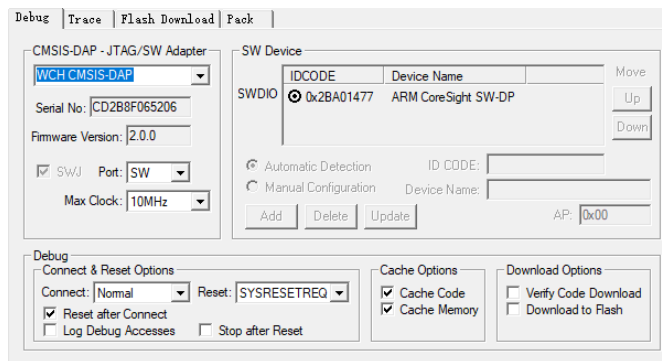 Debug Trace Flash Download Pack
CMSIS-DAP - JTAG/SW Adapter
WCH CMSIS-DAP
Serial No: CD2B8F065206
Firmware Version: 2.0.0
SWJ Port: SW
Max Clock: 10MHz
SW Device
IDCODE Device Name
SWDIO 0x2BA01477 ARM CoreSight SW-DP
Move
Up
Down
Automatic Detection ID CODE:
Manual Configuration Device Name:
Add Delete Update AP: 0x00
Debug
Connect & Reset Options
Connect: Normal Reset: SYSRESETREQ
Reset after Connect
Log Debug Accesses Stop after Reset
Cache Options
Cache Code
Cache Memory
Download Options
Verify Code Download
Download to Flash